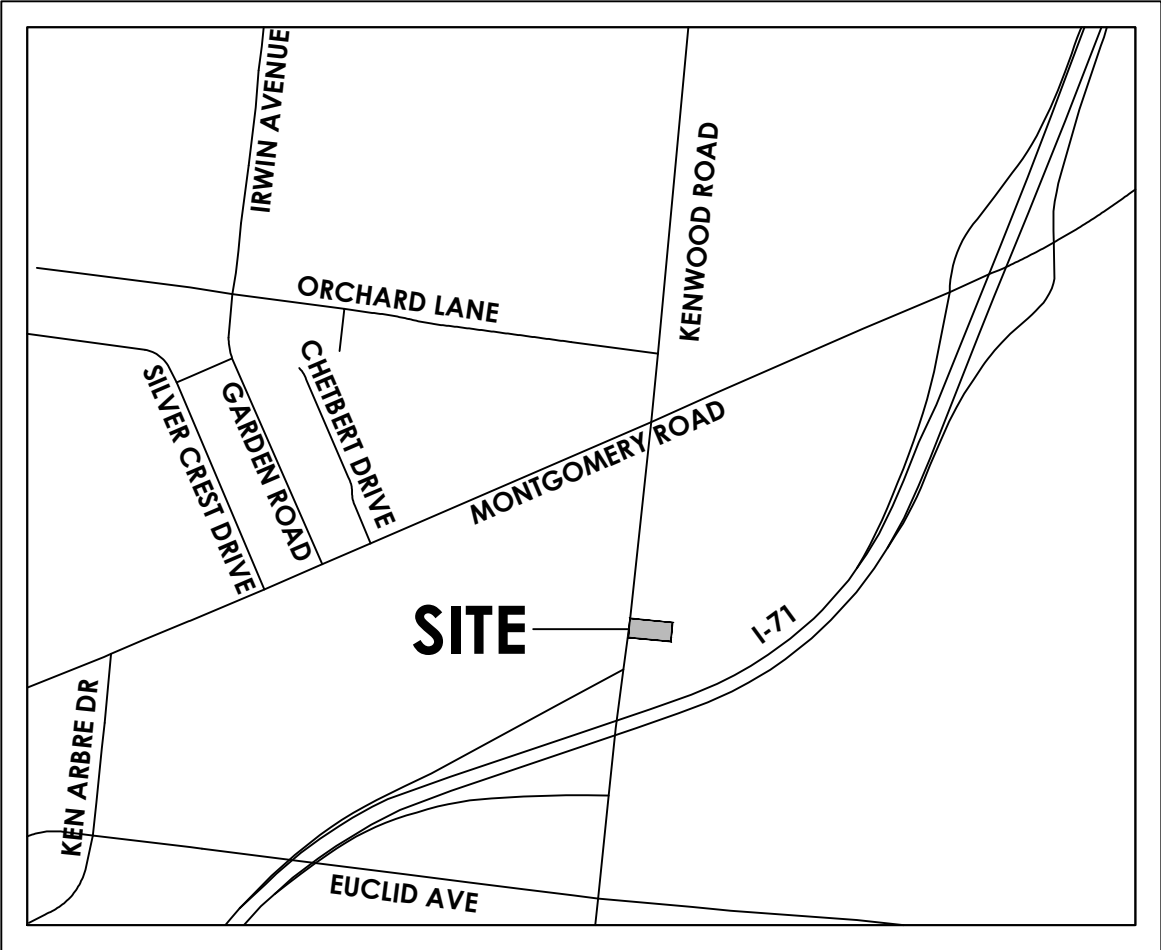 IRWIN AVENUE
KENWOOD ROAD
ORCHARD LANE
SILVER CREST DRIVE
GARDEN ROAD
CHETBERT DRIVE
MONTGOMERY ROAD
SITE
I-71
KEN ARBRE DR
EUCLID AVE